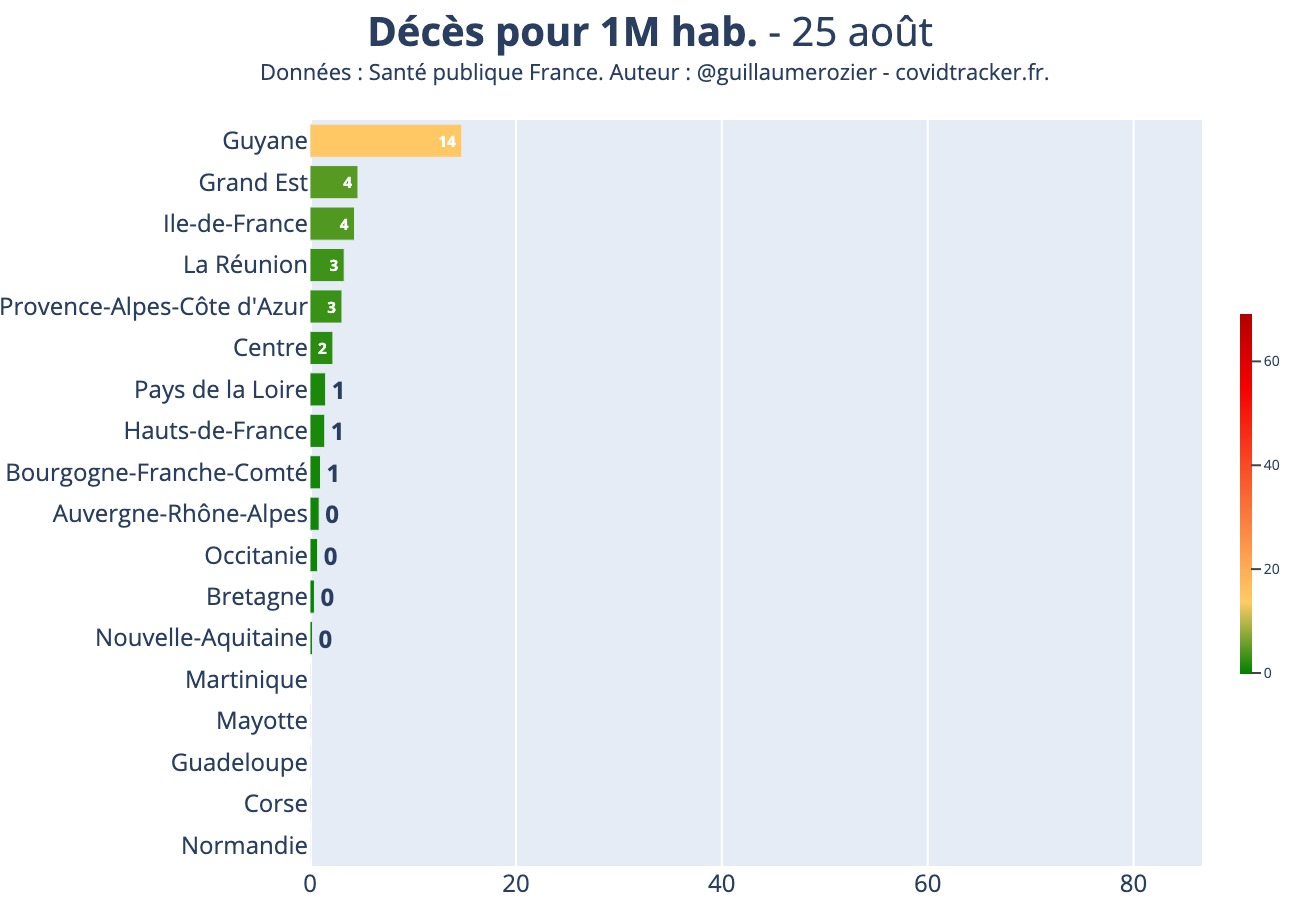 Décès pour 1M hab. - 25 août
Données : Santé publique France. Auteur : @guillaumerozier - covidtracker.fr.
Guyane 14
Grand Est 4
Ile-de-France 4
La Réunion 3
Provence-Alpes-Côte d'Azur 3
Centre 2
Pays de la Loire 1
Hauts-de-France 1
Bourgogne-Franche-Comté 1
Auvergne-Rhône-Alpes 0
Occitanie 0
Bretagne 0
Nouvelle-Aquitaine 0
Martinique
Mayotte
Guadeloupe
Corse
Normandie
0 20 40 60 80
60
40
20
0